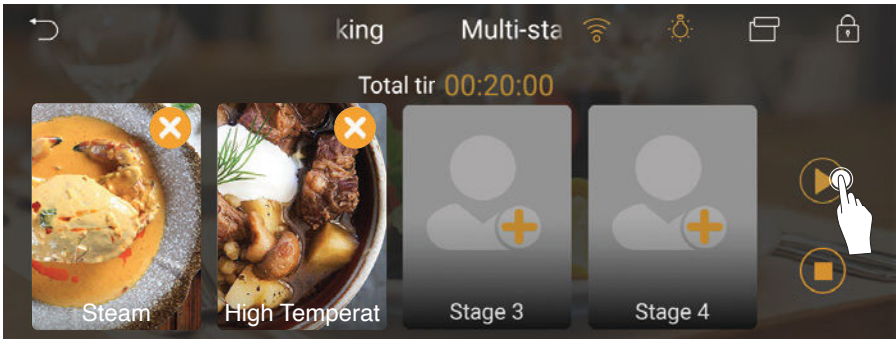 king Multi-sta
Total tir 00:20:00
Steam High Temperat Stage 3 Stage 4